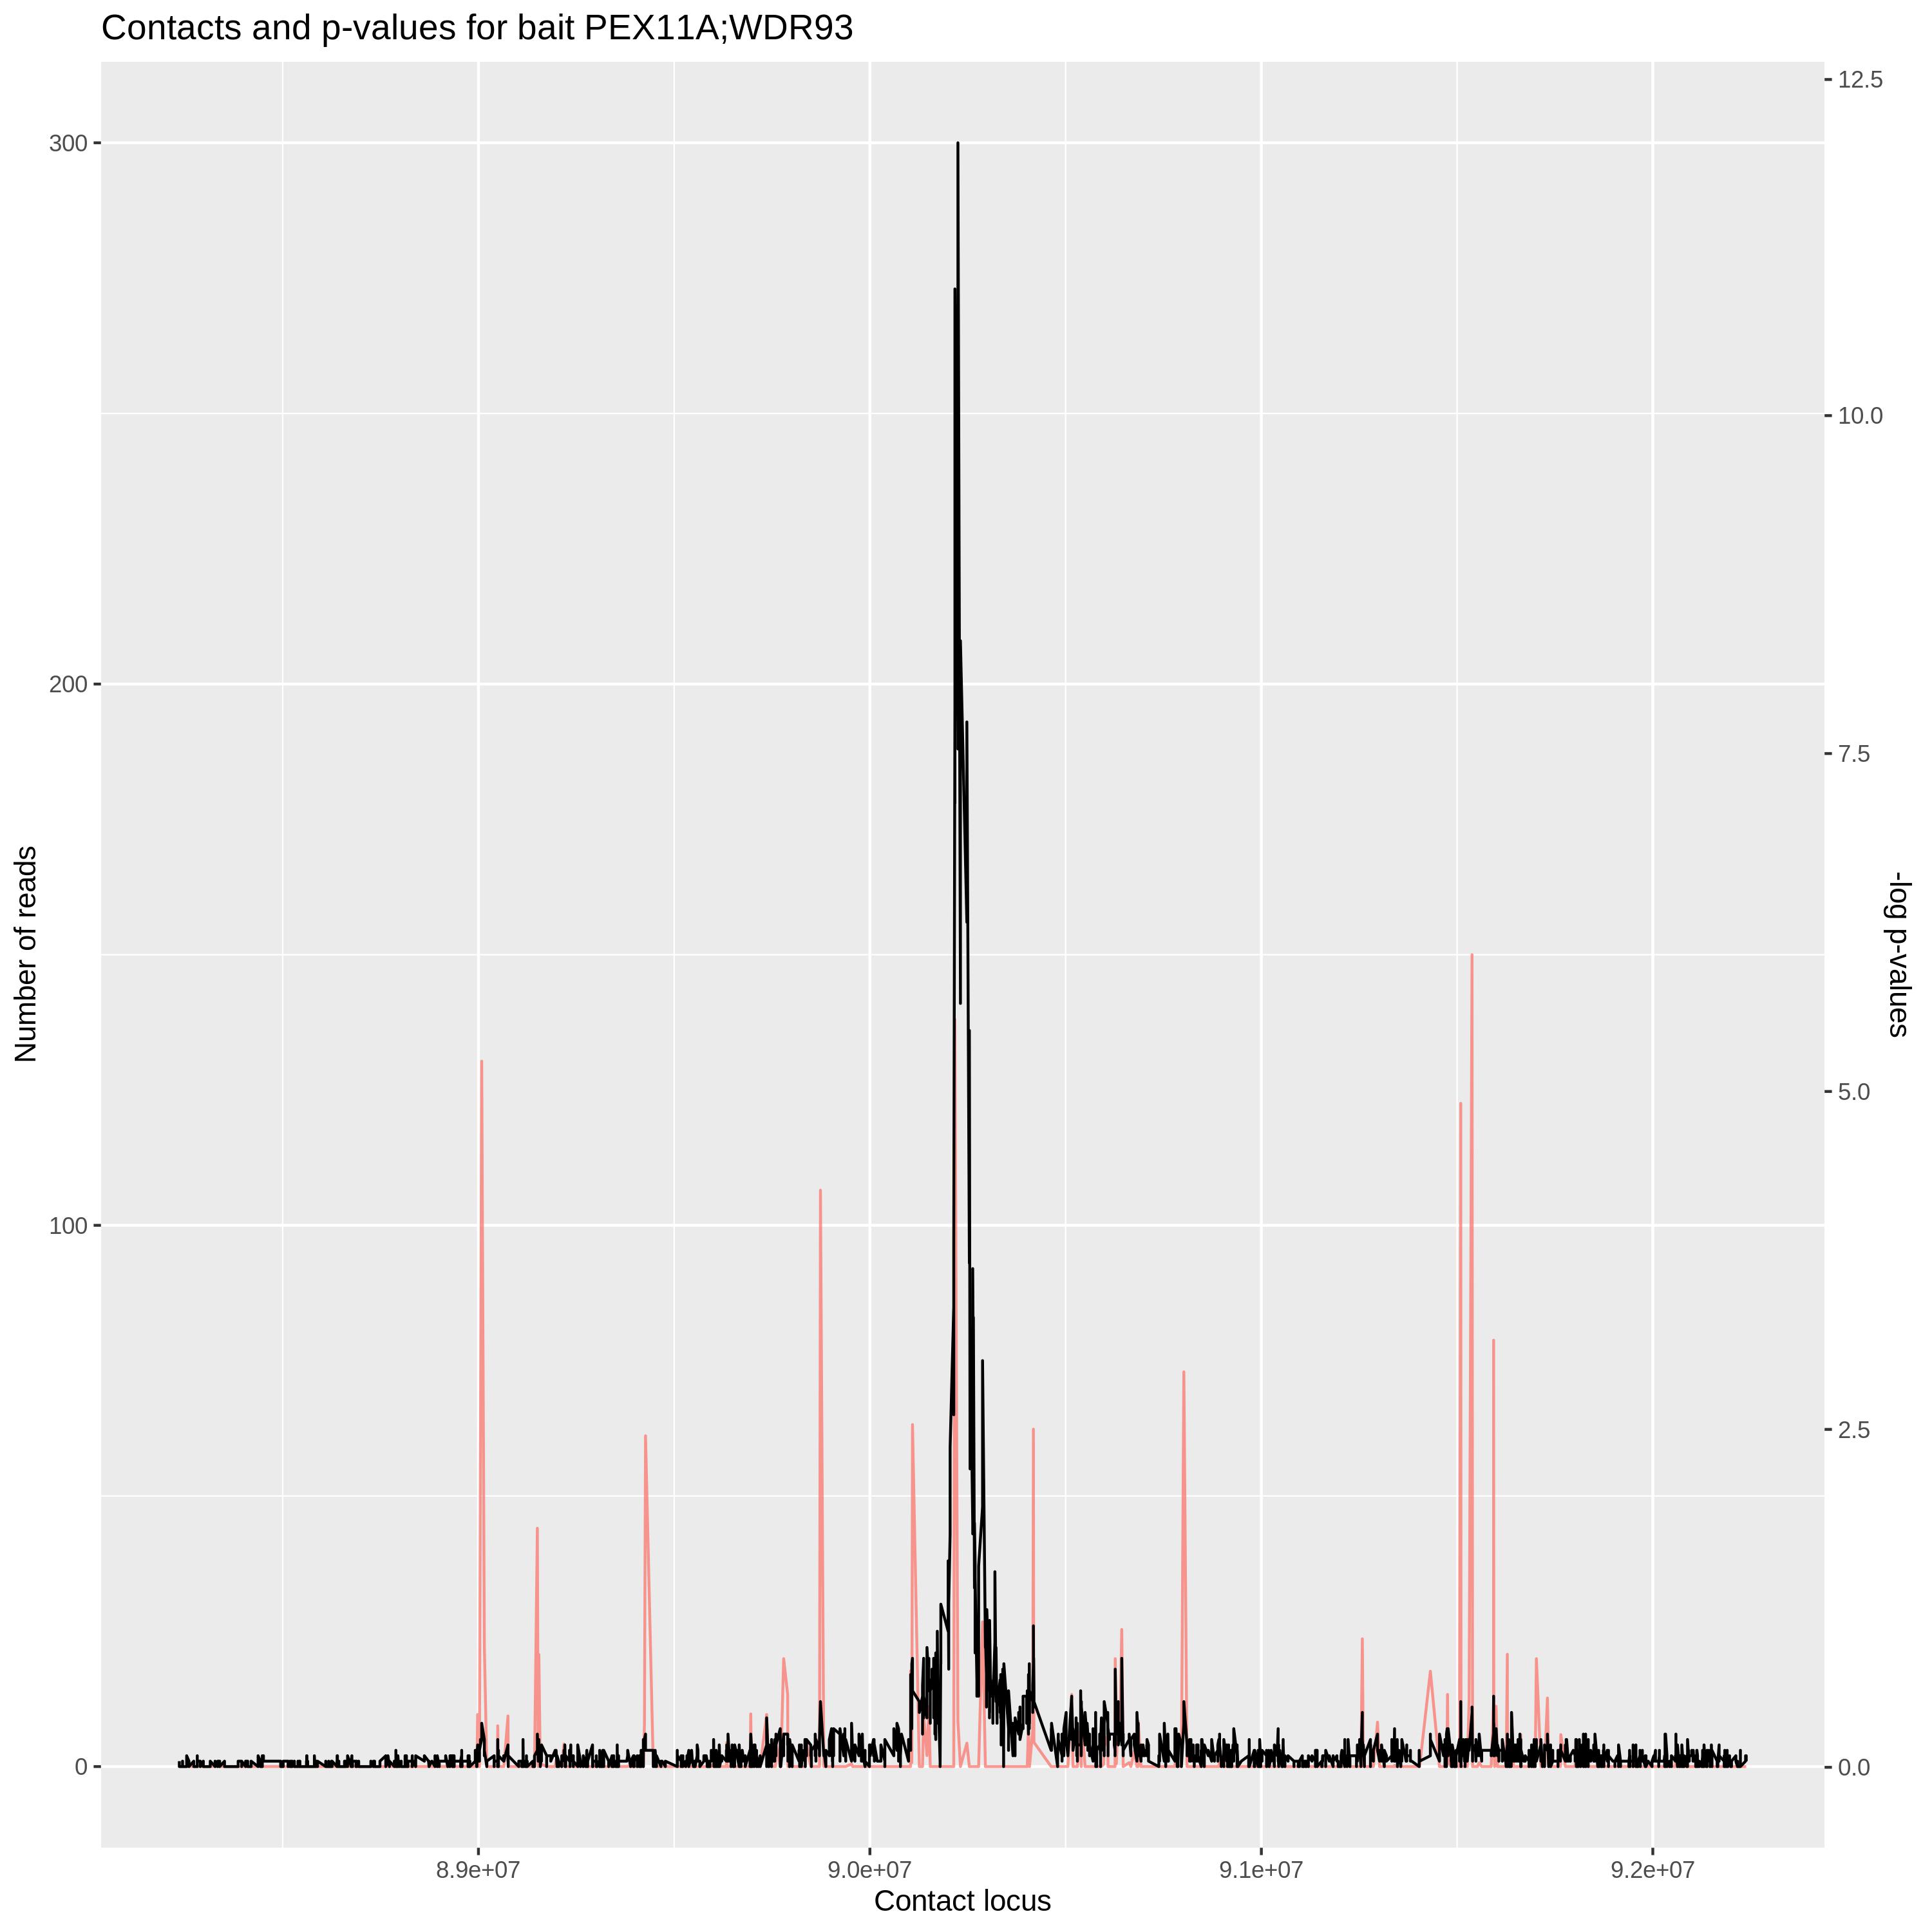 Contacts and p-values for bait PEX11A;WDR93
Number of reads
300
200
100
0
12.5
10.0
7.5
5.0
2.5
0.0
-log p-values
8.9e+07
9.0e+07
9.1e+07
9.2e+07
Contact locus